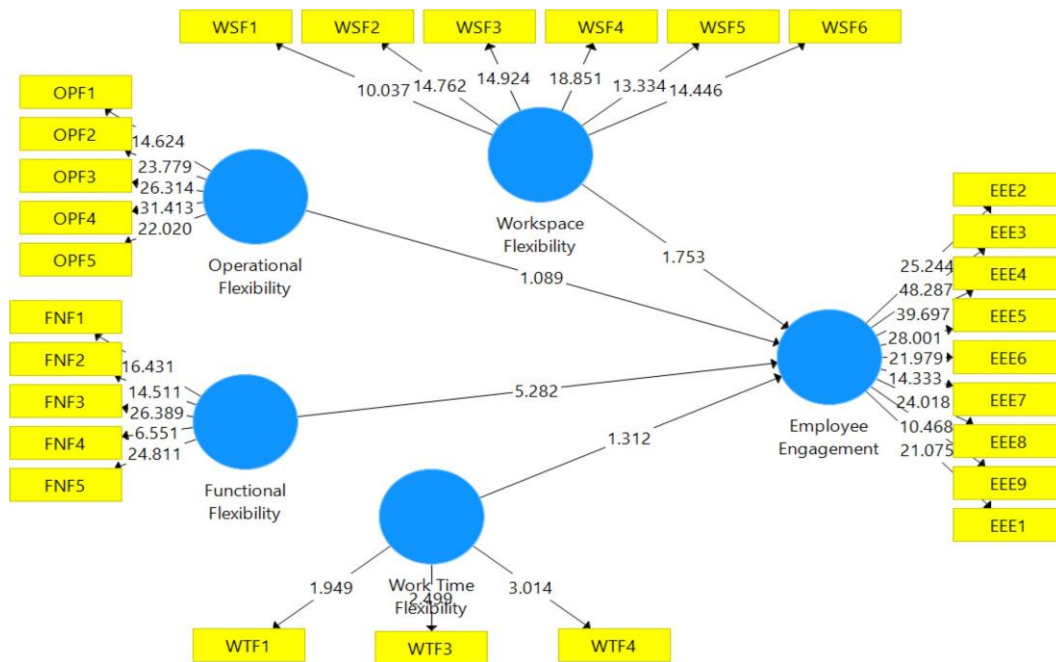 WSF1
WSF2
WSF3
WSF4
WSF5
WSF6
10.037
14.762
14.924
18.851
13.334
14.446
Workspace
Flexibility
OPF1
OPF2
OPF3
OPF4
OPF5
14.624
23.779
26.314
31.413
22.020
Operational
Flexibility
1.753
1.089
5.282
1.312
FNF1
FNF2
FNF3
FNF4
FNF5
16.431
14.511
26.389
6.551
24.811
Functional
Flexibility
Employee
Engagement
25.244
48.287
39.697
28.001
21.979
14.333
24.018
10.468
21.075
EEE2
EEE3
EEE4
EEE5
EEE6
EEE7
EEE8
EEE9
EEE1
Work Time
Flexibility
1.949
2.499
3.014
WTF1
WTF3
WTF4